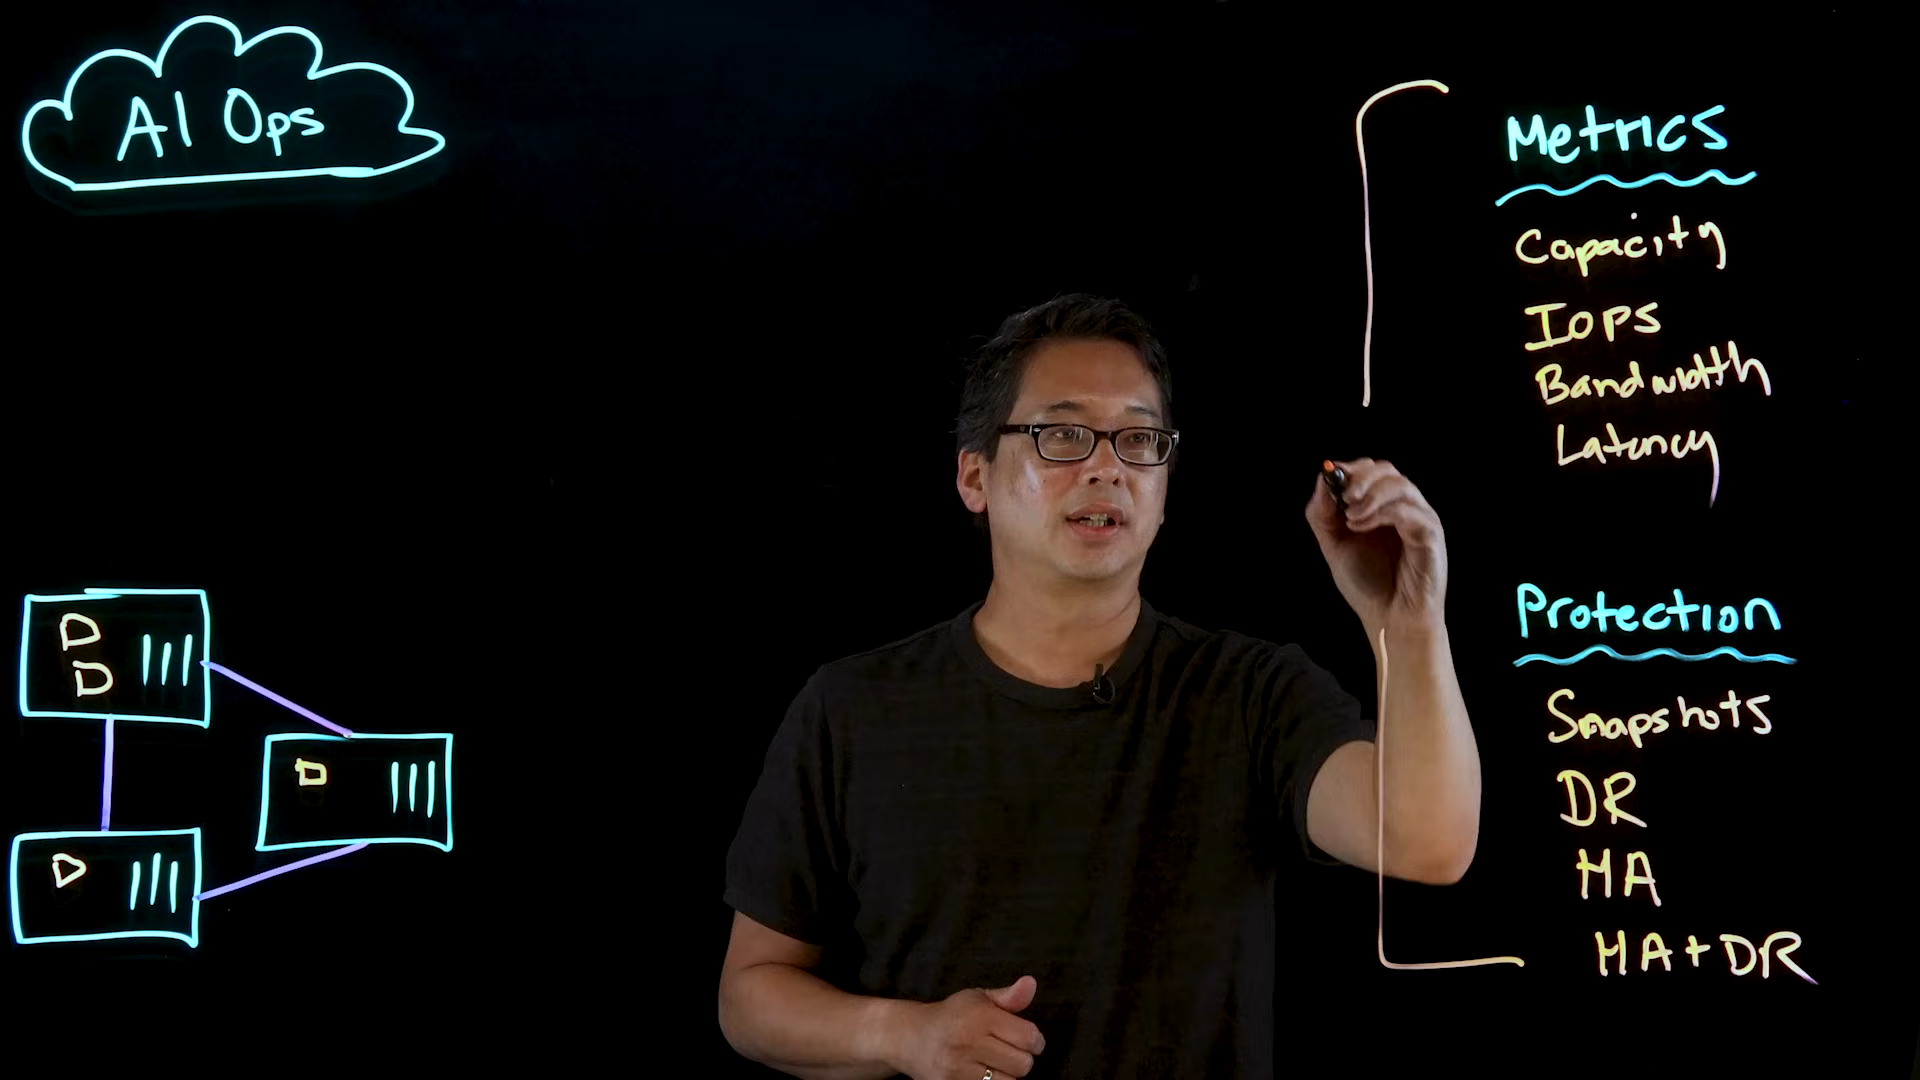 AI Ops
Metrics
Capacity
IOPS
Bandwidth
Latency
Protection
Snapshots
DR
HA
HA+DR
D
D
D
D